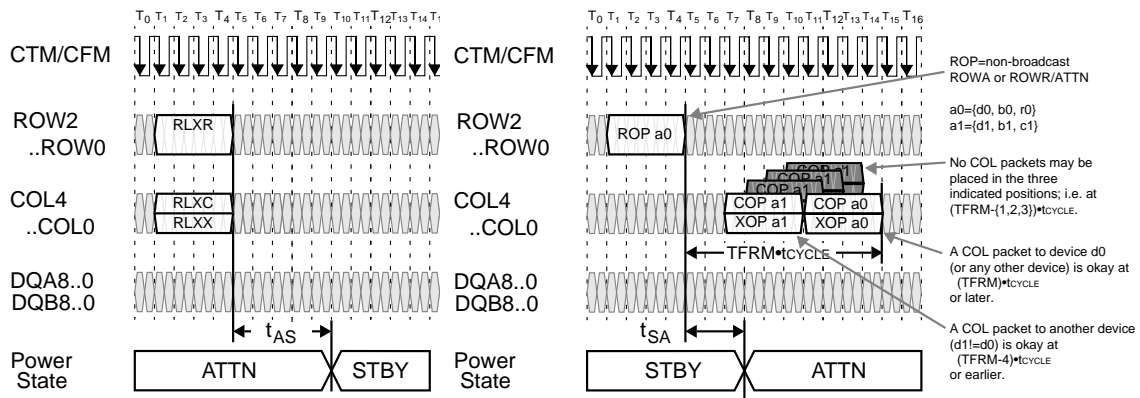 T0 T1 T2 T3 T4 T5 T6 T7 T8 T9 T10 T11 T12 T13 T14 T1
CTM/CFM
ROW2
..ROW0
RLXR
COL4
..COL0
RLXC
RLXX
DQA8..0
DQB8..0
tAS
Power
State
ATTN
STBY
T0 T1 T2 T3 T4 T5 T6 T7 T8 T9 T10 T11 T12 T13 T14 T15 T16
CTM/CFM
ROW2
..ROW0
ROP a0
COL4
..COL0
COP a1
COP a1
COP a1
COP a1
COP a0
XOP a1
XOP a0
TFRM•tCYCLE
DQA8..0
DQB8..0
tSA
Power
State
STBY
ATTN
ROP=non-broadcast
ROWA or ROWR/ATTN
a0={d0, b0, r0}
a1={d1, b1, c1}
No COL packets may be
placed in the three
indicated positions; i.e. at
(TFRM-{1,2,3})•tCYCLE.
A COL packet to device d0
(or any other device) is okay at
(TFRM)•tCYCLE
or later.
A COL packet to another device
(d1!=d0) is okay at
(TFRM-4)•tCYCLE
or earlier.